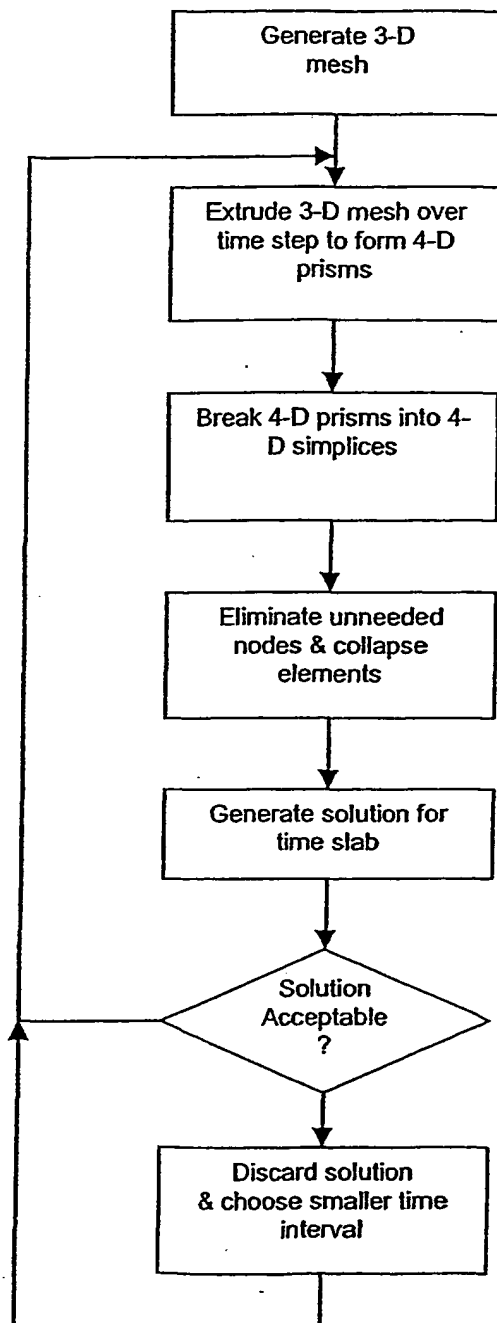 Generate 3-D
mesh
Extrude 3-D mesh over
time step to form 4-D
prisms
Break 4-D prisms into 4-
D simplices
Eliminate unneeded
nodes & collapse
elements
Generate solution for
time slab
Solution
Acceptable
?
Discard solution
& choose smaller time
interval